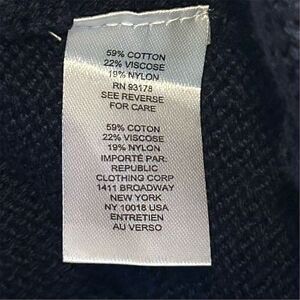 59% COTTON
22% VISCOSE
19% NYLON
RN 93178
SEE REVERSE
FOR CARE
59% COTON
22% VISCOSE
19% NYLON
IMPORTÉ PAR:
REPUBLIC
CLOTHING CORP
1411 BROADWAY
NEW YORK
NY 10018 USA
ENTRETIEN
AU VERSO